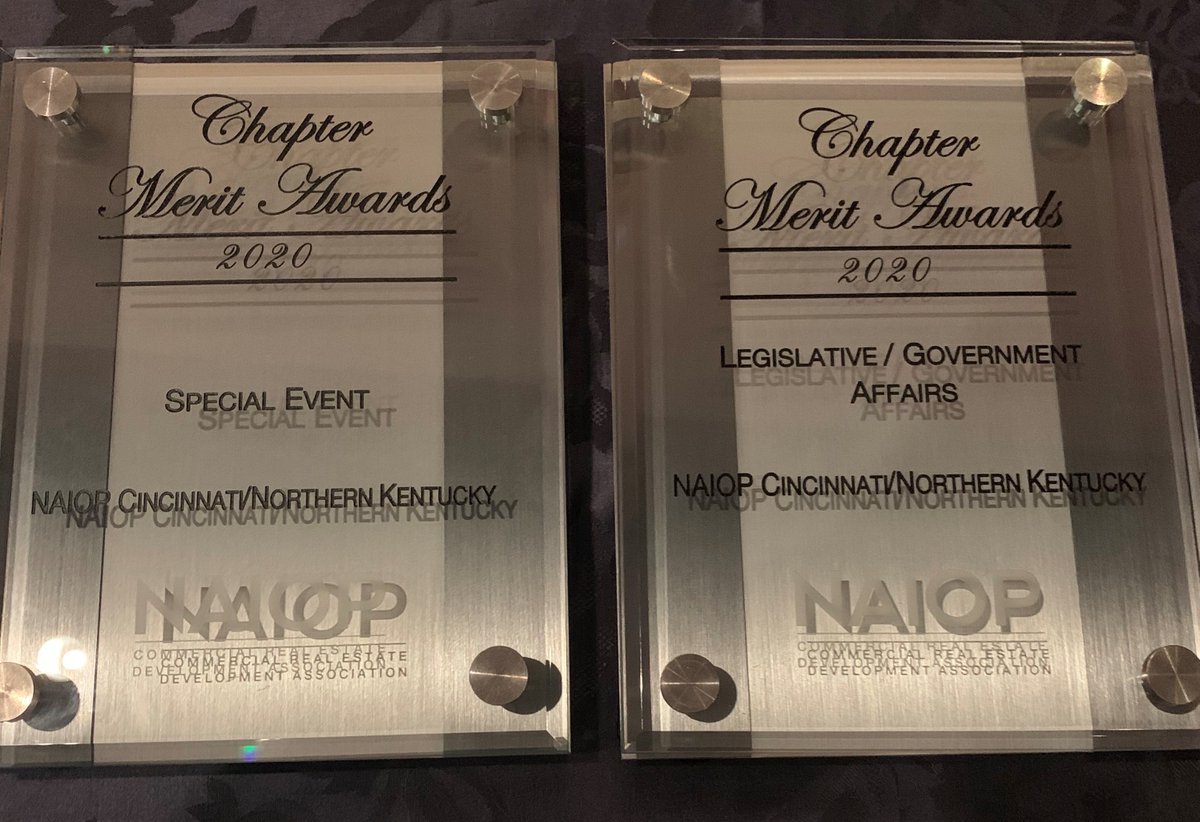 Chapter
Merit Awards
2020
SPECIAL EVENT
NAIOP CINCINNATI/NORTHERN KENTUCKY
NAIOP
COMMERCIAL REAL ESTATE
DEVELOPMENT ASSOCIATION
Chapter
Merit Awards
2020
LEGISLATIVE / GOVERNMENT
AFFAIRS
NAIOP CINCINNATI/NORTHERN KENTUCKY
NAIOP
COMMERCIAL REAL ESTATE
DEVELOPMENT ASSOCIATION